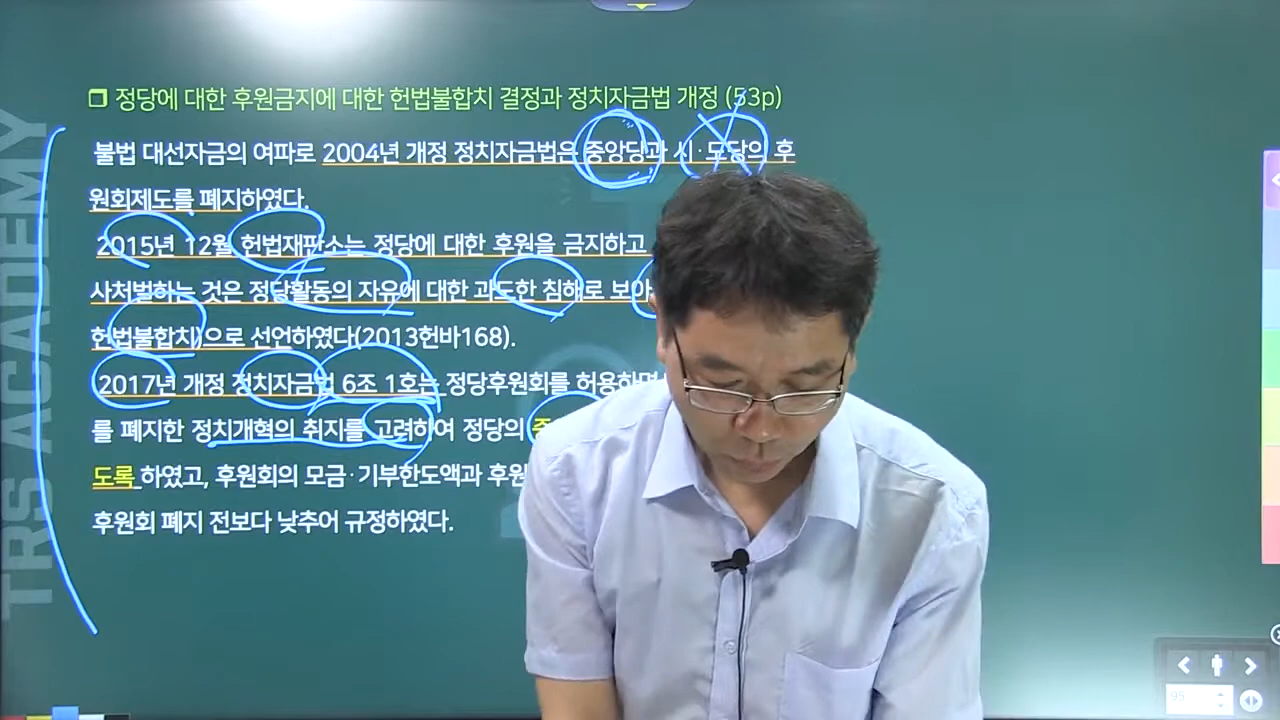 정당에 대한 후원금지에 대한 헌법불합치 결정과 정치자금법 개정 (53p)
불법 대선자금의 여파로 2004년 개정 정치자금법은 중앙당과 시·도당의 후
원회제도를 폐지하였다.
2015년 12월 헌법재판소는 정당에 대한 후원을 금지하고
사처벌하는 것은 정당활동의 자유에 대한 과도한 침해로 보아
헌법불합치)으로 선언하였다(2013헌바168).
2017년 개정 정치자금법 6조 1호는 정당후원회를 허용하면
를 폐지한 정치개혁의 취지를 고려하여 정당의
도록 하였고, 후원회의 모금·기부한도액과 후원
후원회 폐지 전보다 낮추어 규정하였다.
TRS ACADEMY
95